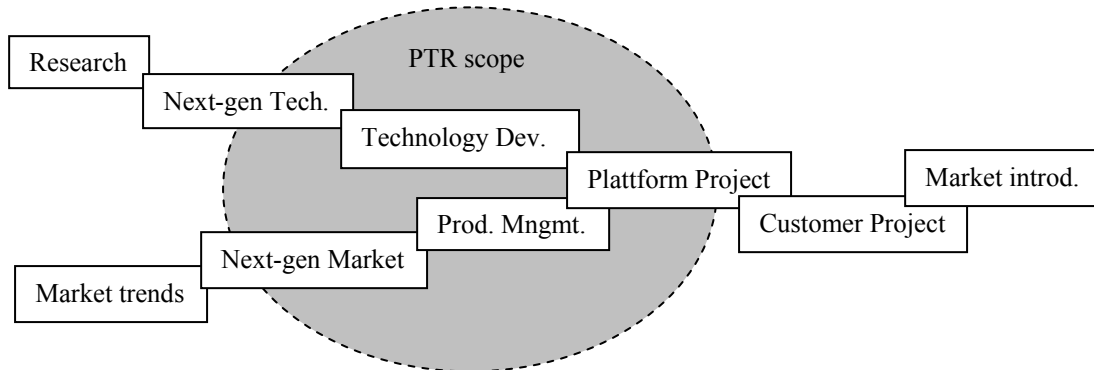 PTR scope
Research
Next-gen Tech.
Technology Dev.
Plattform Project
Market introd.
Prod. Mngmt.
Customer Project
Next-gen Market
Market trends